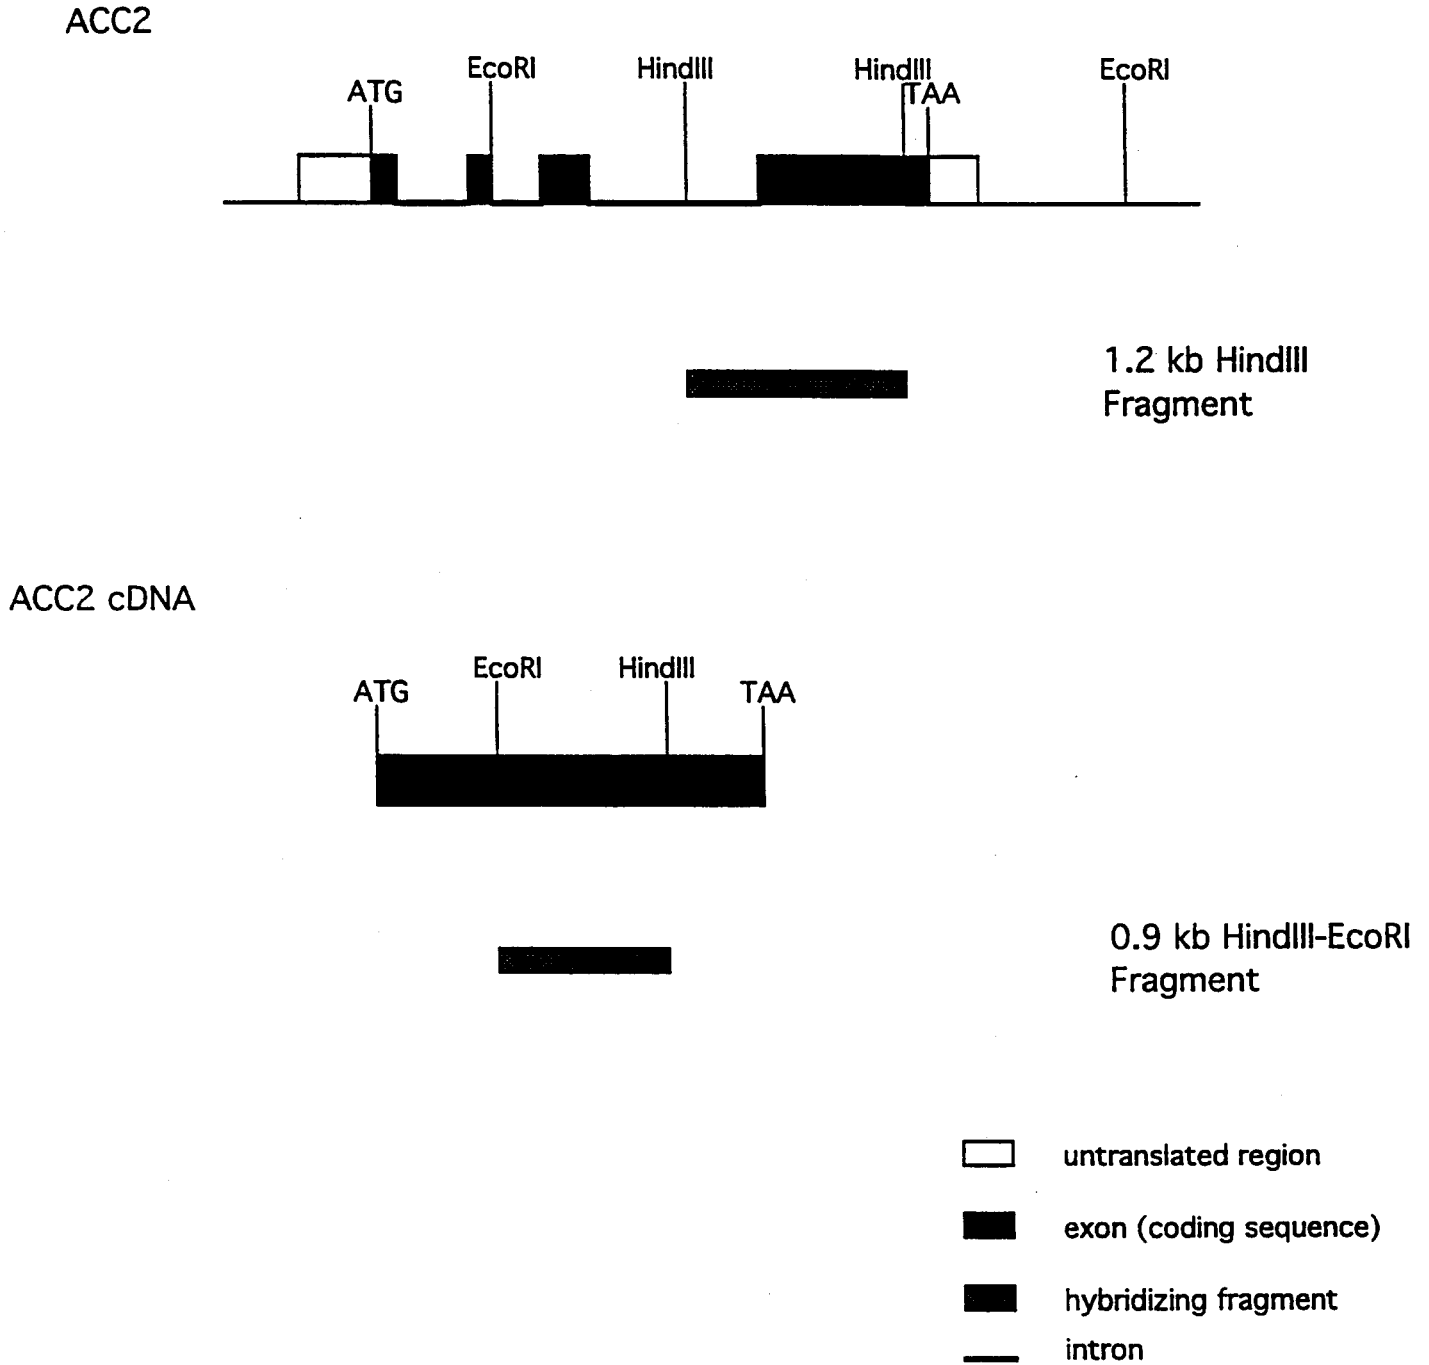 ACC2
EcoRI
HindIII
HindIII
EcoRI
ATG
TAA
1.2 kb HindIII
Fragment
ACC2 cDNA
EcoRI
HindIII
ATG
TAA
0.9 kb HindIII-EcoRI
Fragment
untranslated region
exon (coding sequence)
hybridizing fragment
intron